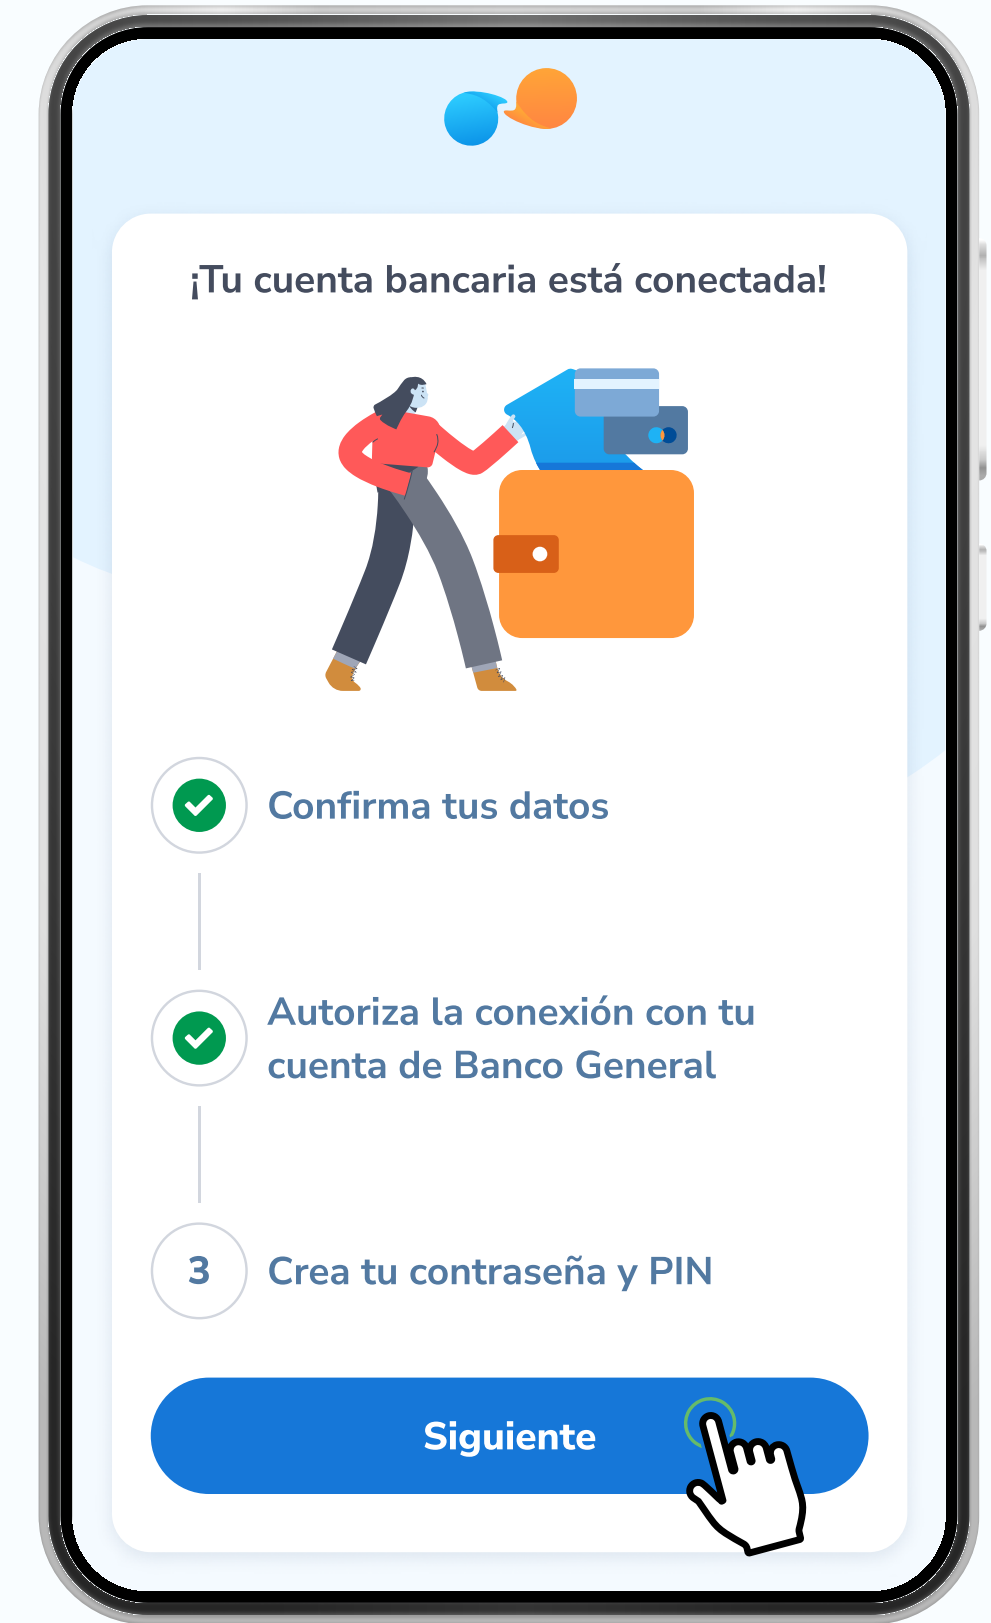 ¡Tu cuenta bancaria está conectada!
Confirma tus datos
Autoriza la conexión con tu
cuenta de Banco General
3 Crea tu contraseña y PIN
Siguiente